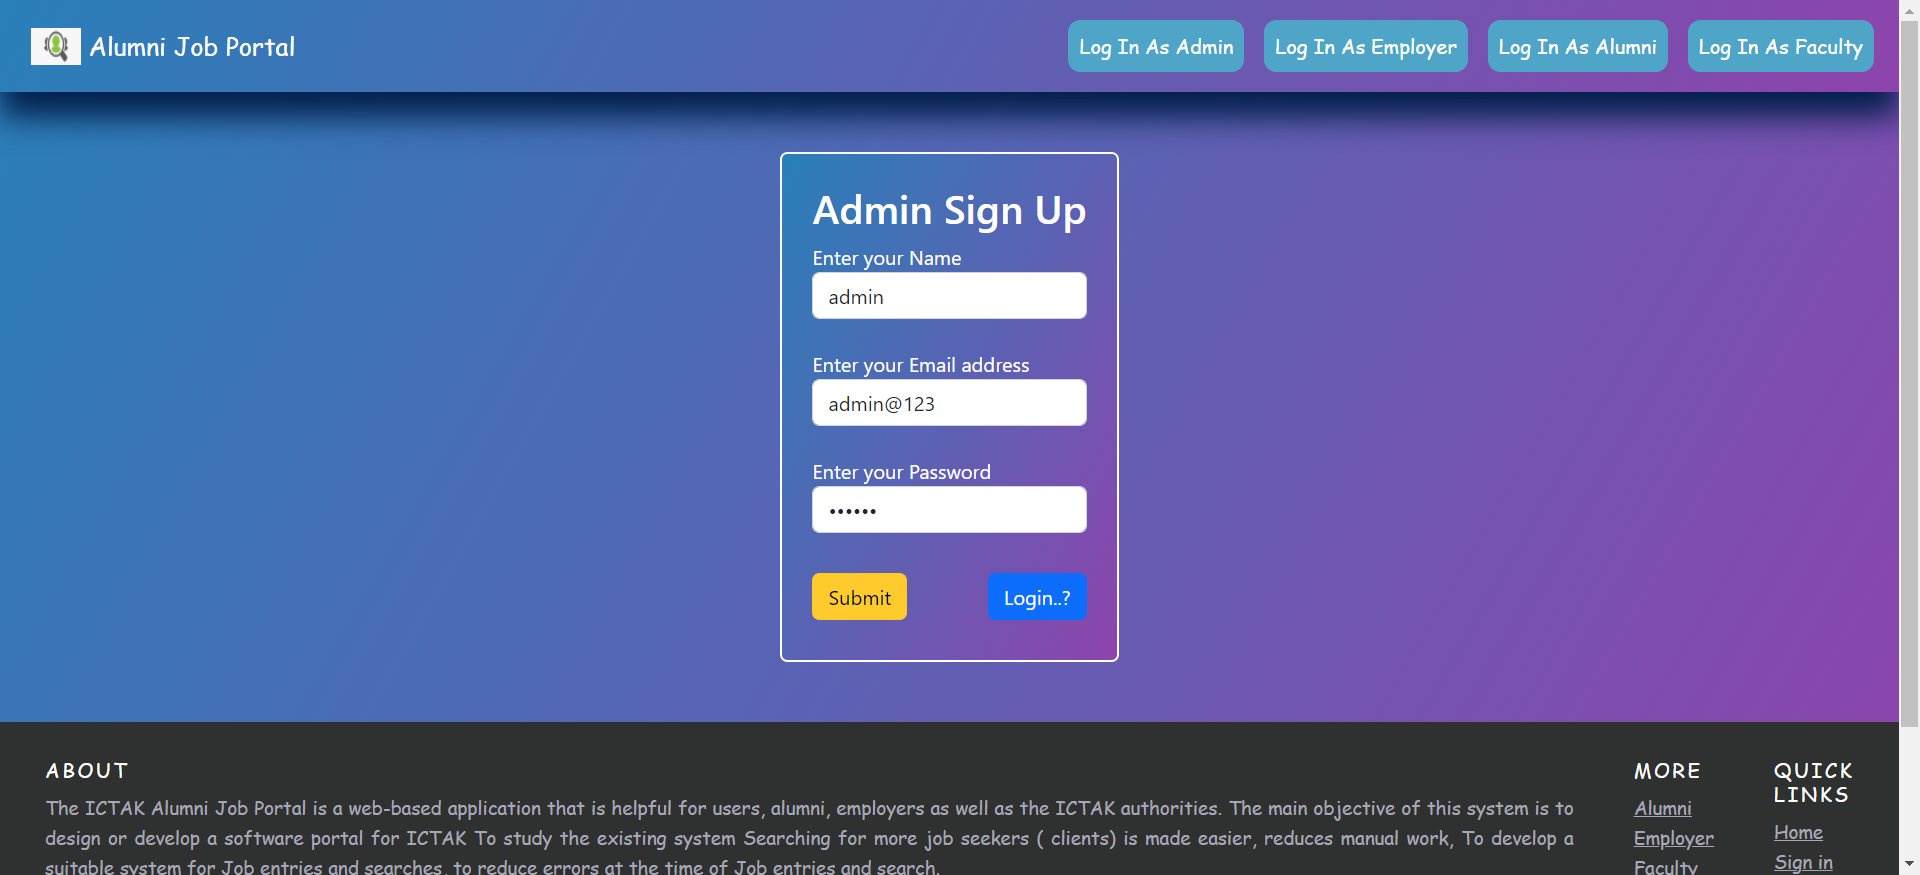 Alumni Job Portal
Log In As Admin
Log In As Employer
Log In As Alumni
Log In As Faculty
Admin Sign Up
Enter your Name
admin
Enter your Email address
admin@123
Enter your Password
••••••
Submit
Login..?
ABOUT
The ICTAK Alumni Job Portal is a web-based application that is helpful for users, alumni, employers as well as the ICTAK authorities. The main objective of this system is to
design or develop a software portal for ICTAK To study the existing system Searching for more job seekers ( clients) is made easier, reduces manual work, To develop a
suitable system for Job entries and searches, to reduce errors at the time of Job entries and search.
MORE
Alumni
Employer
Faculty
QUICK
LINKS
Home
Sign in